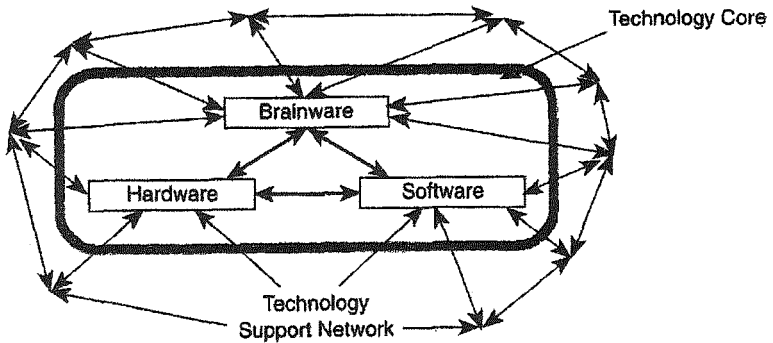 Technology Core
Brainware
Hardware
Software
Technology
Support Network